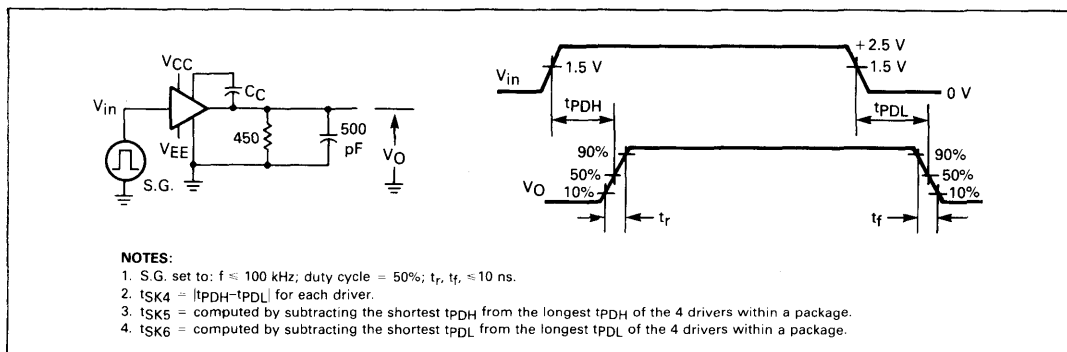 VCC
CC
Vin
VEE
S.G.
450
500
pF
VO
Vin
1.5 V
+2.5 V
1.5 V
0 V
tPDH
tPDL
90%
50%
10%
VO
90%
50%
10%
tr
tf
NOTES:
1. S.G. set to: f ≤ 100 kHz; duty cycle = 50%; tr, tf, ≤10 ns.
2. tSK4 = |tPDH–tPDL| for each driver.
3. tSK5 = computed by subtracting the shortest tPDH from the longest tPDH of the 4 drivers within a package.
4. tSK6 = computed by subtracting the shortest tPDL from the longest tPDL of the 4 drivers within a package.